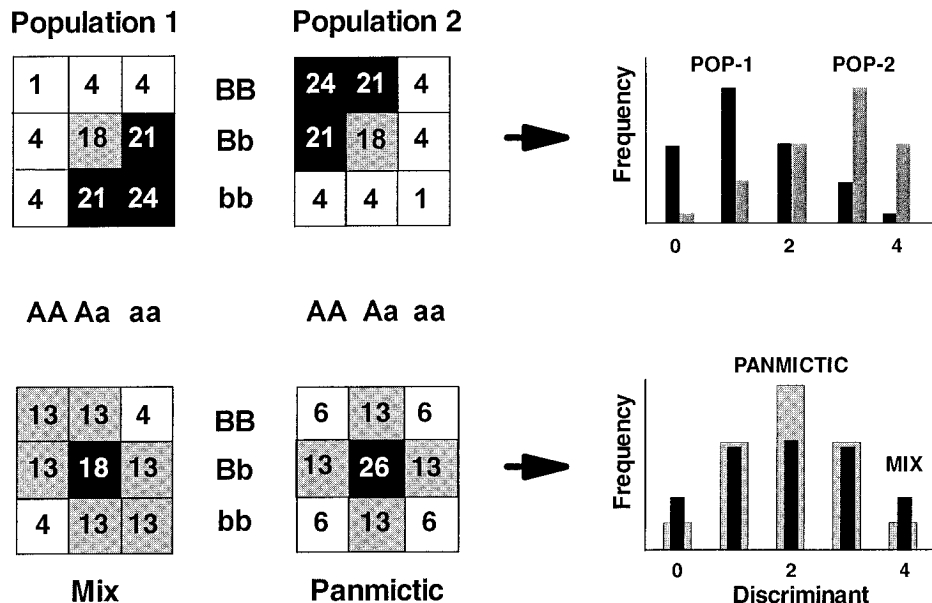 Population 1
Population 2
1 4 4
4 18 21
4 21 24
BB
Bb
bb
24 21 4
21 18 4
4 4 1
Frequency
POP-1
POP-2
0 2 4
AA Aa aa
AA Aa aa
13 13 4
13 18 13
4 13 13
BB
Bb
bb
6 13 6
13 26 13
6 13 6
Mix
Panmictic
PANMICTIC
Frequency
MIX
0 2 4
Discriminant